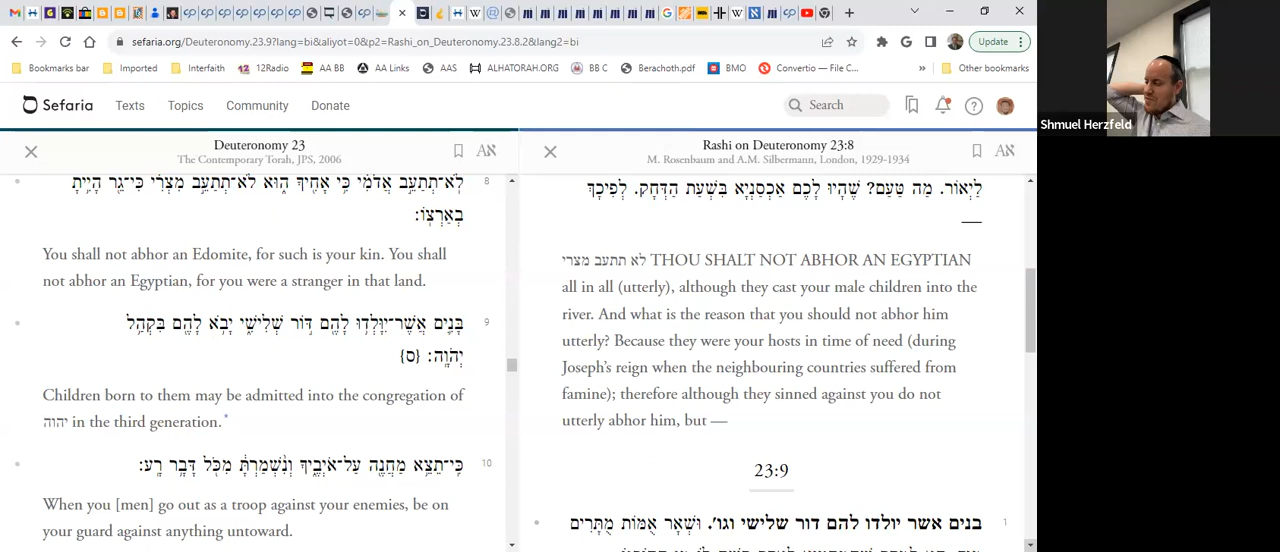 sefaria.org/Deuteronomy.23.9?lang=bi&aliyot=0&p2=Rashi_on_Deuteronomy.23.8.2&lang2=bi
Update
Bookmarks bar Imported Interfaith 12Radio AA BB AA Links AAS ALHATORAH.ORG BB C Berachoth.pdf BMO Convertio — File C... » Other bookmarks
Sefaria Texts Topics Community Donate Search
Shmuel Herzfeld
Deuteronomy 23
The Contemporary Torah, JPS, 2006
8
לֹֽא־תְתַעֵ֣ב אֲדֹמִ֔י כִּ֥י אָחִ֖יךָ ה֑וּא לֹא־תְתַעֵ֣ב מִצְרִ֔י כִּי־גֵ֖ר הָיִ֥יתָ
בְאַרְצֽוֹ׃
You shall not abhor an Edomite, for such is your kin. You shall
not abhor an Egyptian, for you were a stranger in that land.
9
בָּנִ֛ים אֲשֶׁר־יִוָּלְד֥וּ לָהֶ֖ם דּ֣וֹר שְׁלִישִׁ֑י יָבֹ֥א לָהֶ֖ם בִּקְהַ֥ל
יְהֹוָֽה׃ {ס}
Children born to them may be admitted into the congregation of
יהוה in the third generation.*
10
כִּֽי־תֵצֵ֥א מַחֲנֶ֖ה עַל־אֹיְבֶ֑יךָ וְנִ֨שְׁמַרְתָּ֔ מִכֹּ֖ל דָּבָ֥ר רָֽע׃
When you [men] go out as a troop against your enemies, be on
your guard against anything untoward.
Rashi on Deuteronomy 23:8
M. Rosenbaum and A.M. Silbermann, London, 1929-1934
לַיְאוֹר. מַה טַּעַם? שֶׁהָיוּ לָכֶם אַכְסַנְיָא בִּשְׁעַת הַדְּחָק. לְפִיכָךְ
—
לא תתעב מצרי THOU SHALT NOT ABHOR AN EGYPTIAN
all in all (utterly), although they cast your male children into the
river. And what is the reason that you should not abhor him
utterly? Because they were your hosts in time of need (during
Joseph’s reign when the neighbouring countries suffered from
famine); therefore although they sinned against you do not
utterly abhor him, but —
23:9
1
בנים אשר יולדו להם דור שלישי וגו'. וּשְׁאָר אֻמּוֹת מֻתָּרִים